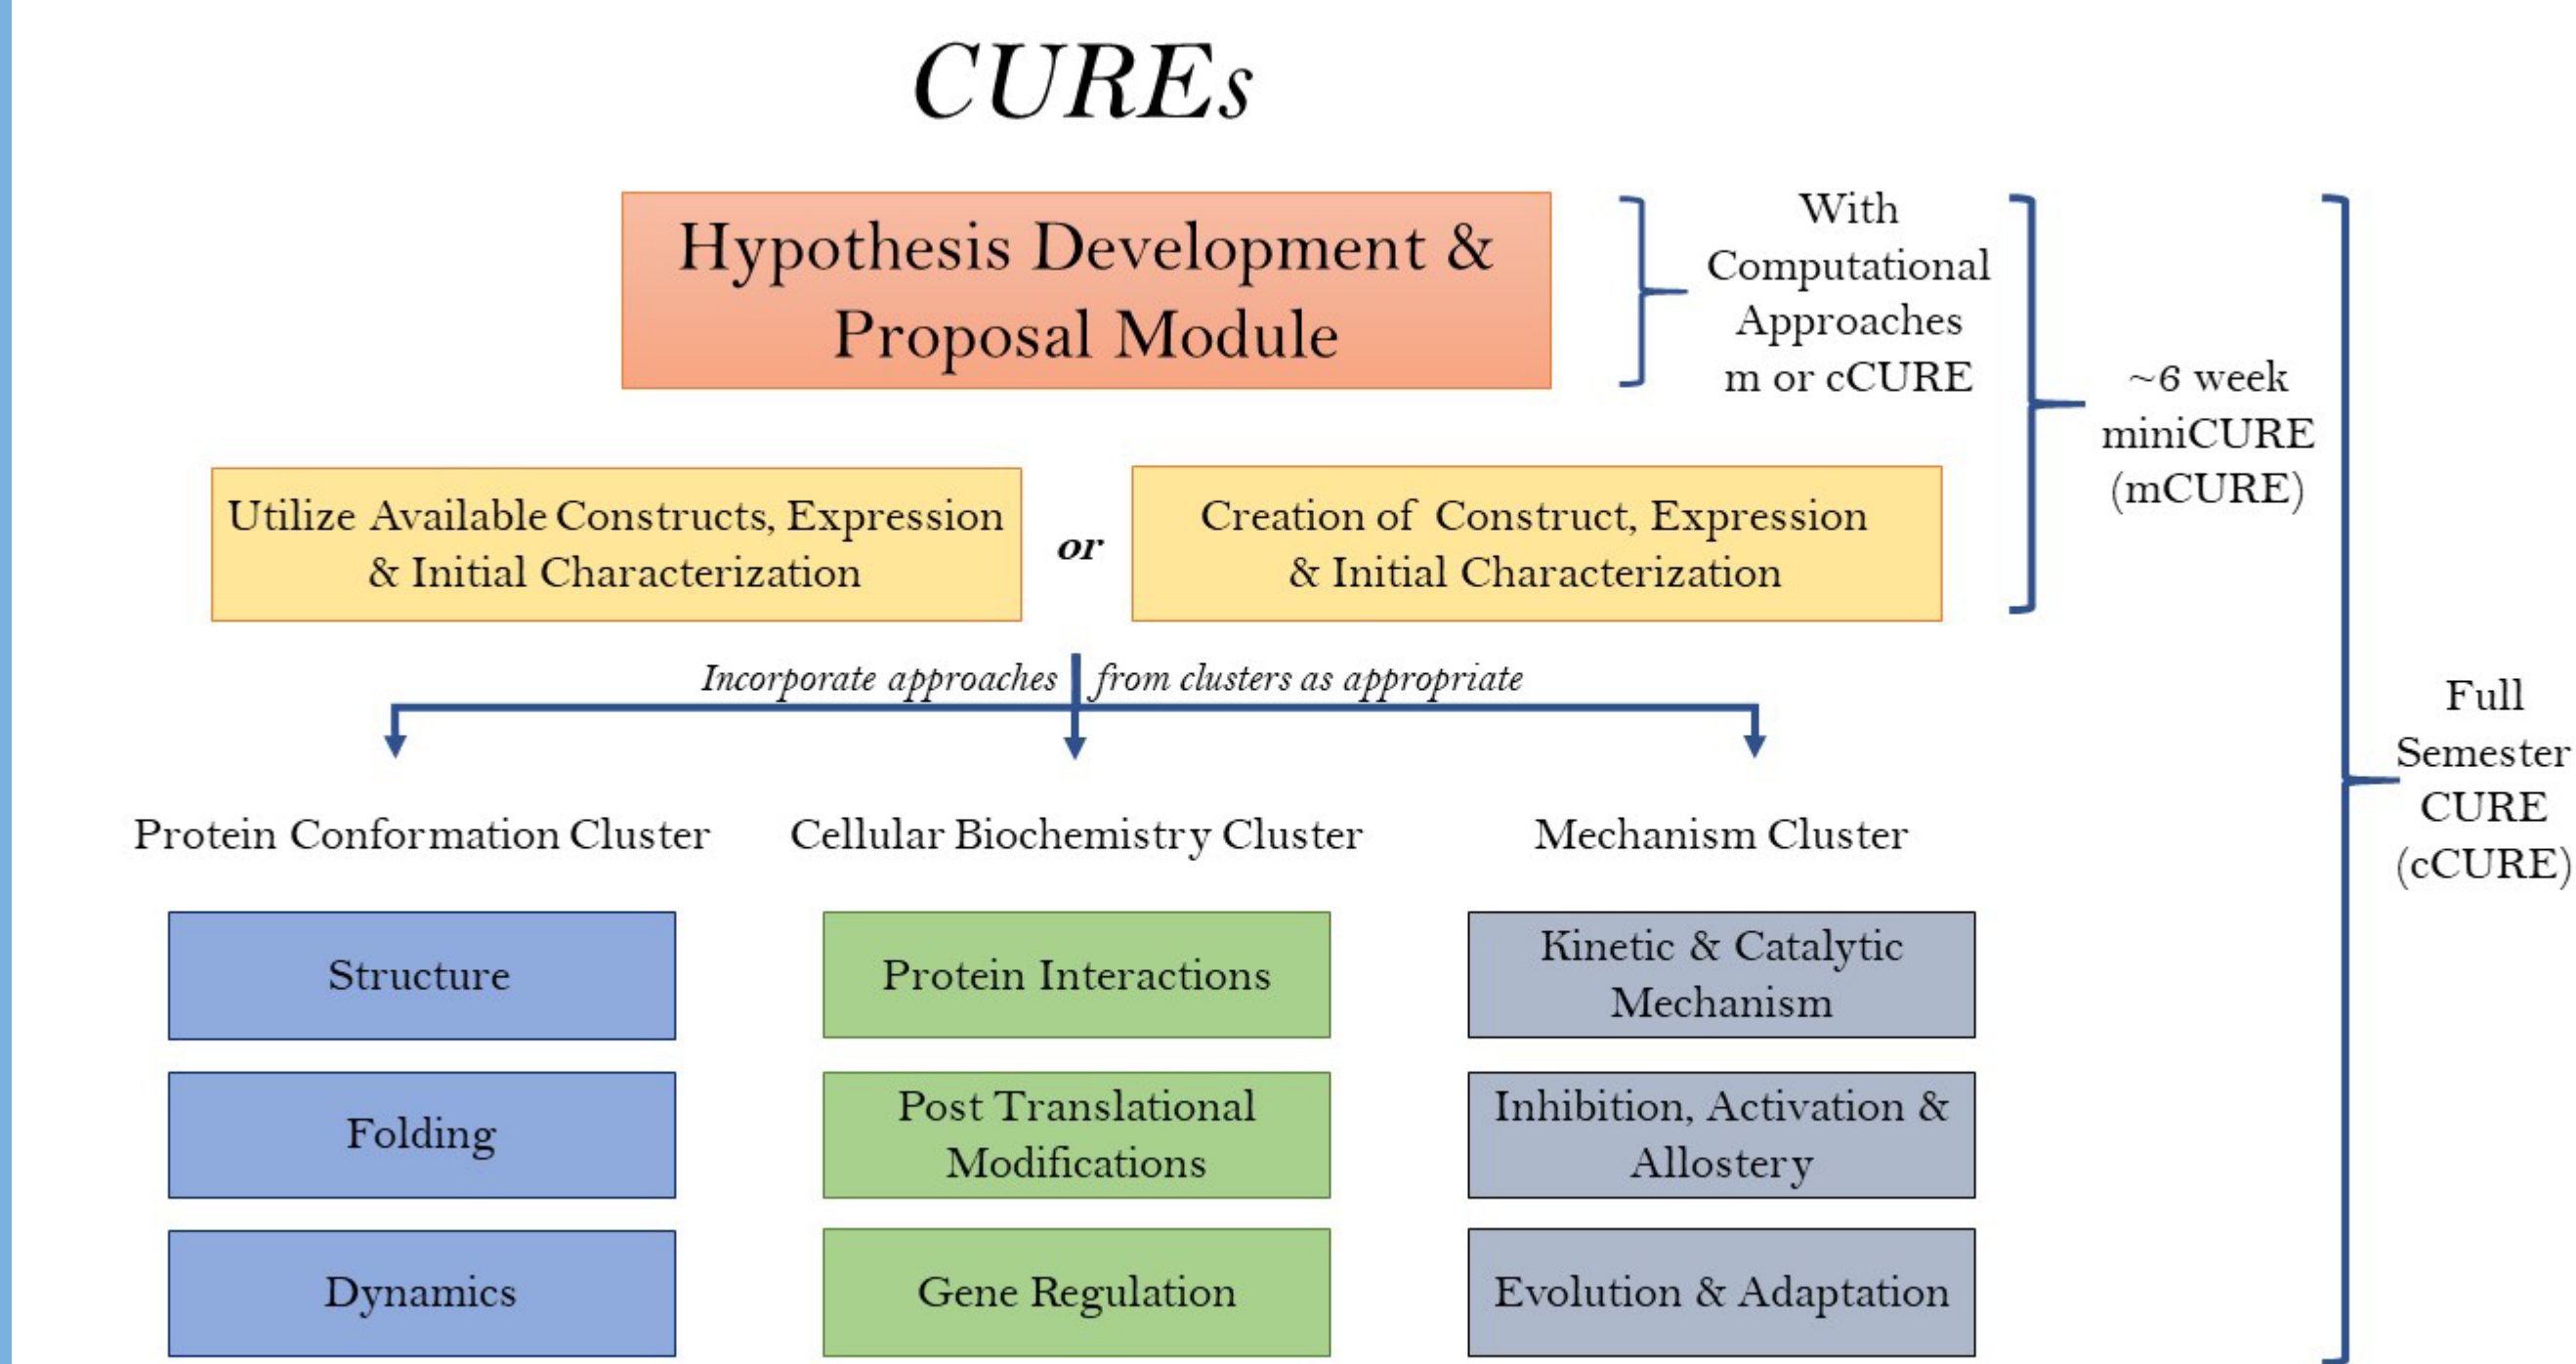 CUREs
Hypothesis Development &
Proposal Module
With
Computational
Approaches
m or cCURE
~6 week
miniCURE
(mCURE)
Utilize Available Constructs, Expression
& Initial Characterization
or
Creation of Construct, Expression
& Initial Characterization
Incorporate approaches from clusters as appropriate
Full
Semester
CURE
(cCURE)
Protein Conformation Cluster
Structure
Folding
Dynamics
Cellular Biochemistry Cluster
Protein Interactions
Post Translational
Modifications
Gene Regulation
Mechanism Cluster
Kinetic & Catalytic
Mechanism
Inhibition, Activation &
Allostery
Evolution & Adaptation